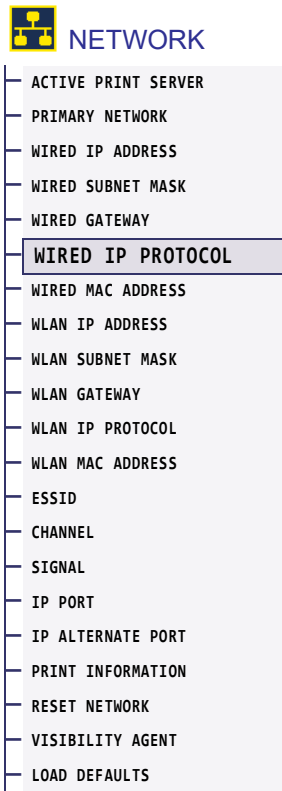 NETWORK
ACTIVE PRINT SERVER
PRIMARY NETWORK
WIRED IP ADDRESS
WIRED SUBNET MASK
WIRED GATEWAY
WIRED IP PROTOCOL
WIRED MAC ADDRESS
WLAN IP ADDRESS
WLAN SUBNET MASK
WLAN GATEWAY
WLAN IP PROTOCOL
WLAN MAC ADDRESS
ESSID
CHANNEL
SIGNAL
IP PORT
IP ALTERNATE PORT
PRINT INFORMATION
RESET NETWORK
VISIBILITY AGENT
LOAD DEFAULTS